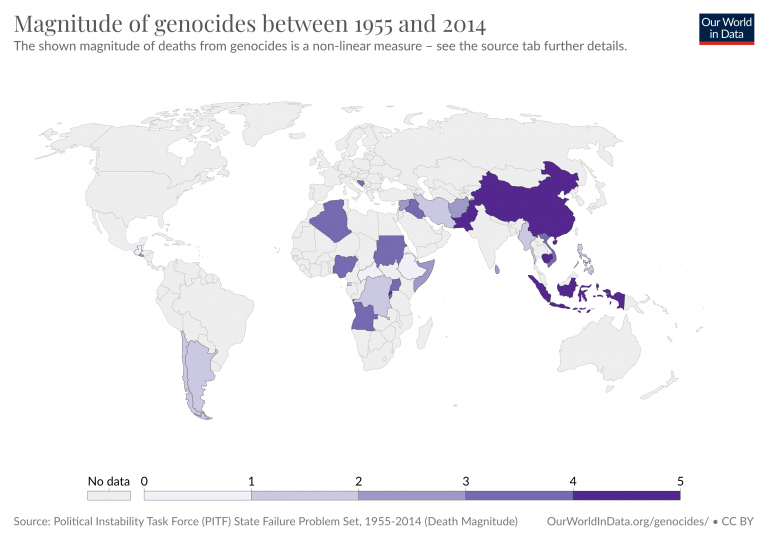 Magnitude of genocides between 1955 and 2014
The shown magnitude of deaths from genocides is a non-linear measure – see the source tab further details.
Our World
in Data
No data 0 1 2 3 4 5
Source: Political Instability Task Force (PITF) State Failure Problem Set, 1955-2014 (Death Magnitude) OurWorldInData.org/genocides/ • CC BY